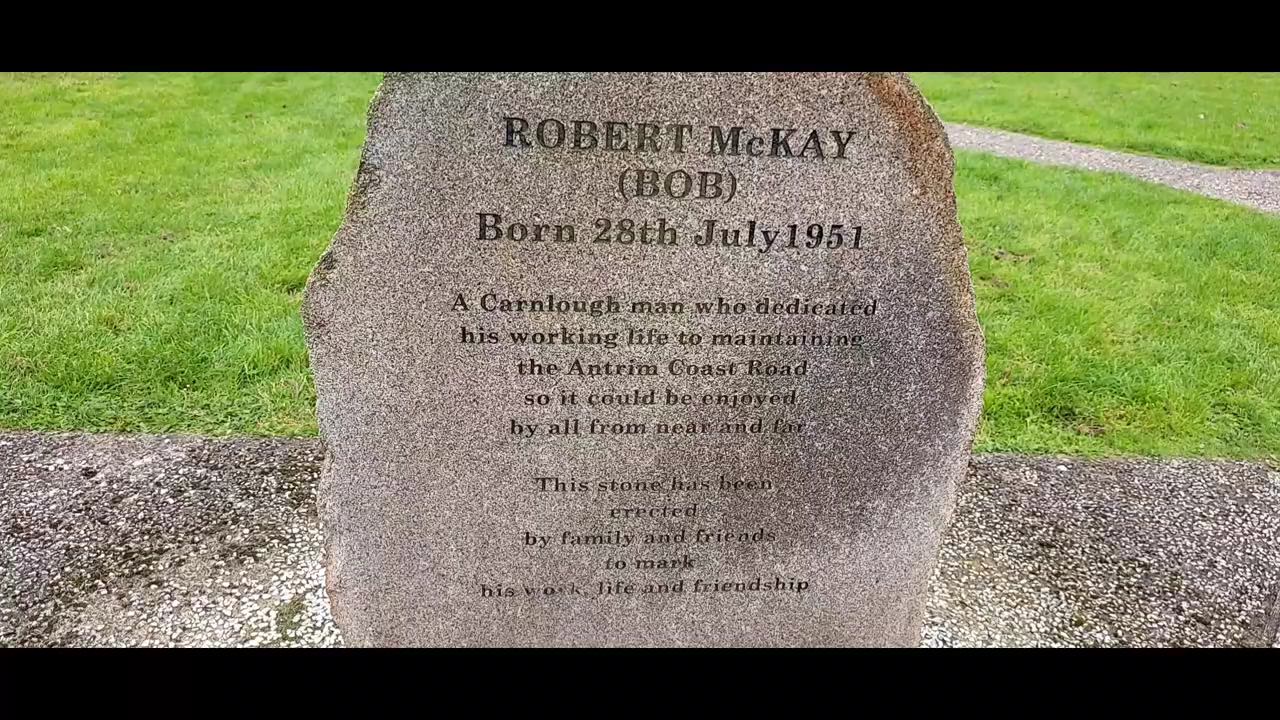 ROBERT McKAY
(BOB)
Born 28th July1951
A Carnlough man who dedicated
his working life to maintaining
the Antrim Coast Road
so it could be enjoyed
by all from near and far
This stone has been
erected
by family and friends
to mark
his work, life and friendship